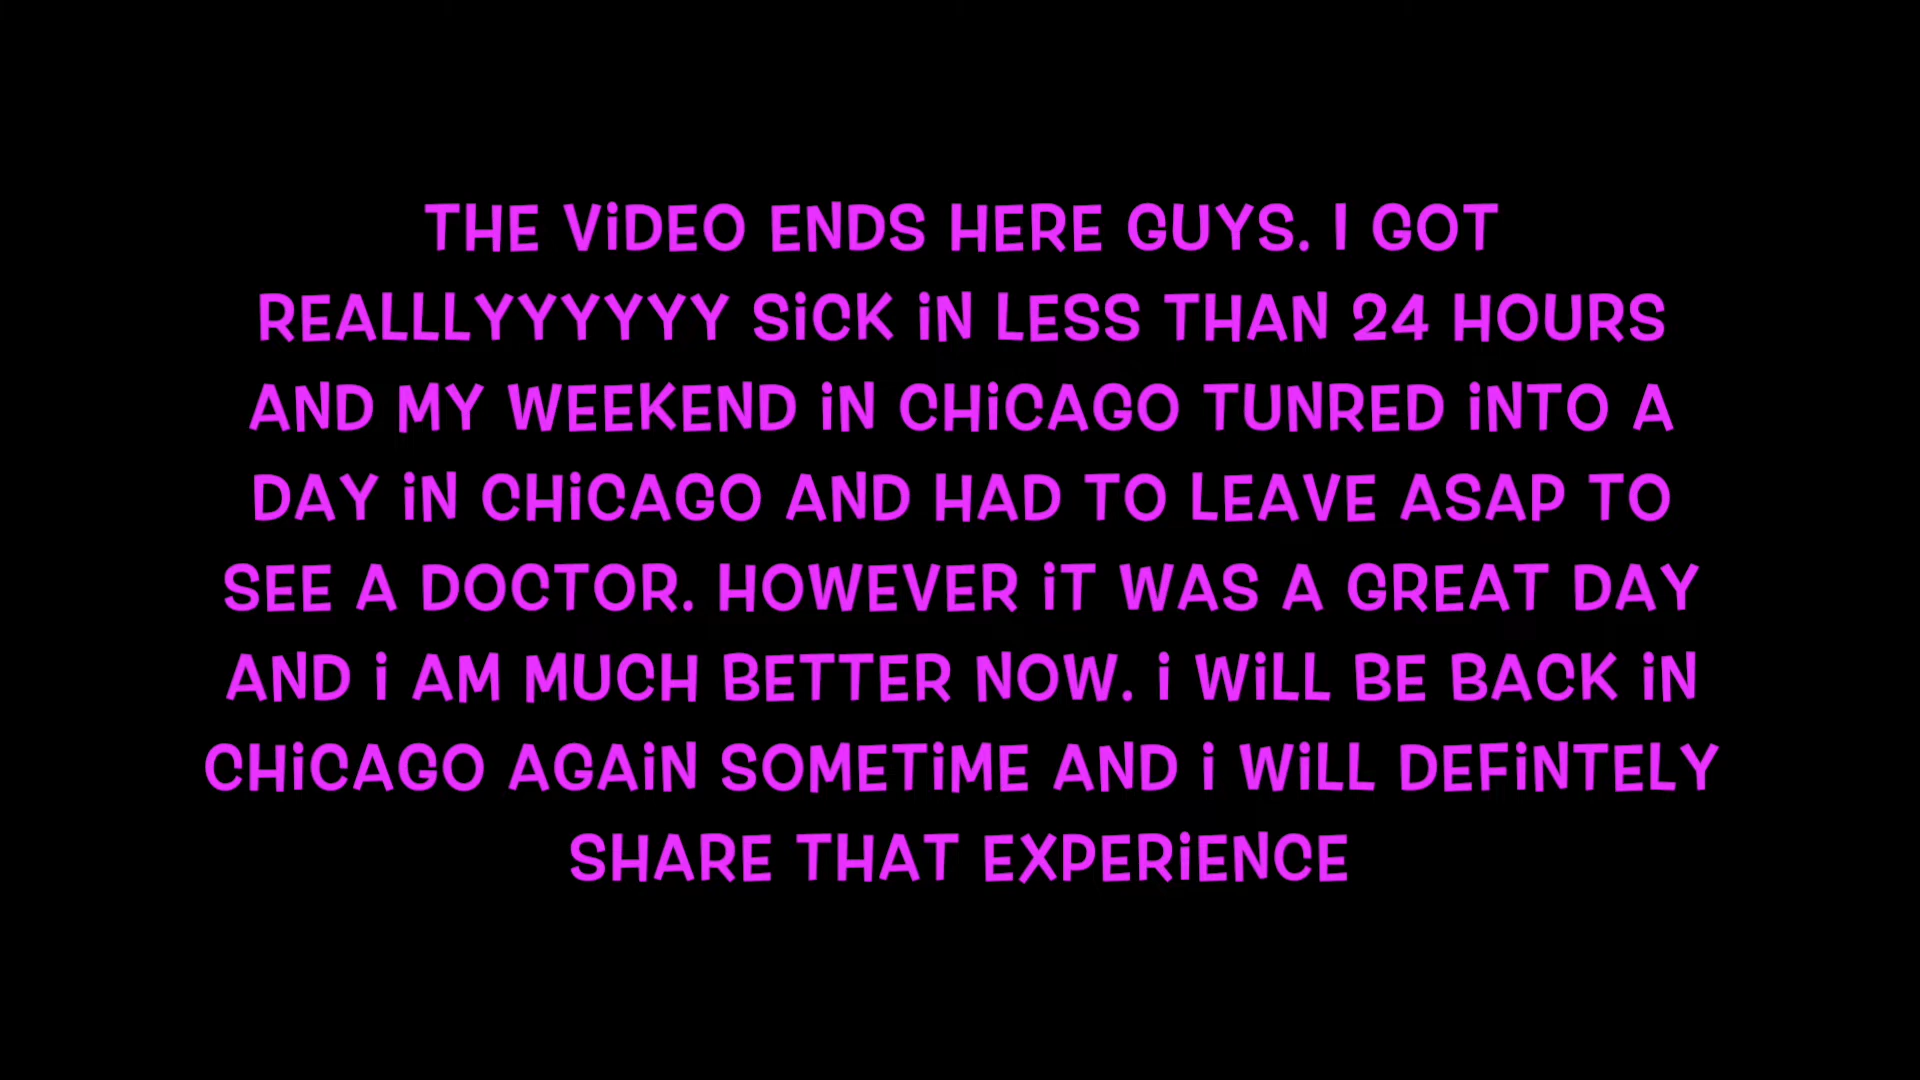 THE ViDEO ENDS HERE GUYS. I GOT
REALLLYYYYYY SiCK iN LESS THAN 24 HOURS
AND MY WEEKEND iN CHiCAGO TUNRED iNTO A
DAY iN CHiCAGO AND HAD TO LEAVE ASAP TO
SEE A DOCTOR. HOWEVER iT WAS A GREAT DAY
AND i AM MUCH BETTER NOW. i WiLL BE BACK iN
CHiCAGO AGAiN SOMETiME AND i WiLL DEFiNTELY
SHARE THAT EXPERiENCE